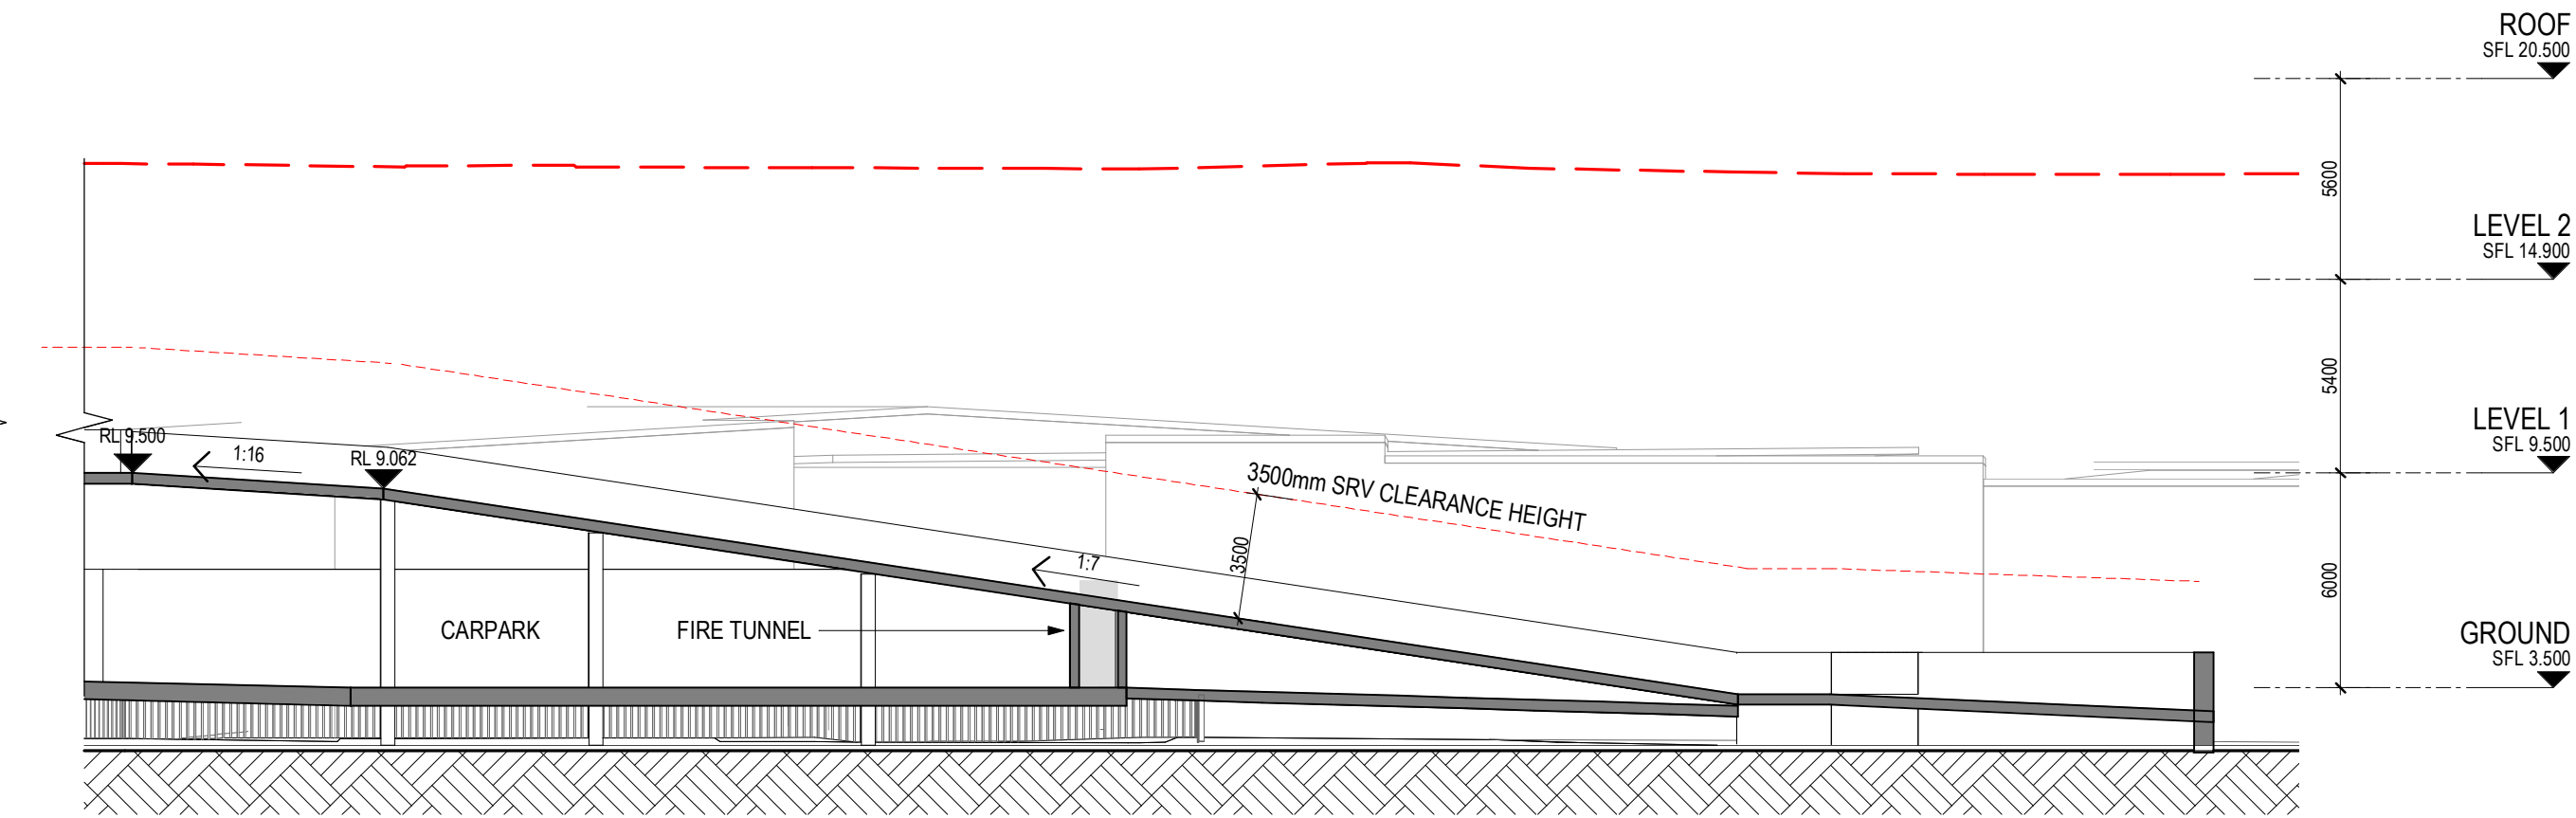 ROOF
SFL 20.500
5600
LEVEL 2
SFL 14.900
5400
LEVEL 1
SFL 9.500
RL 9.500
1:16
RL 9.062
3500mm SRV CLEARANCE HEIGHT
3500
1:7
6000
CARPARK
FIRE TUNNEL
GROUND
SFL 3.500